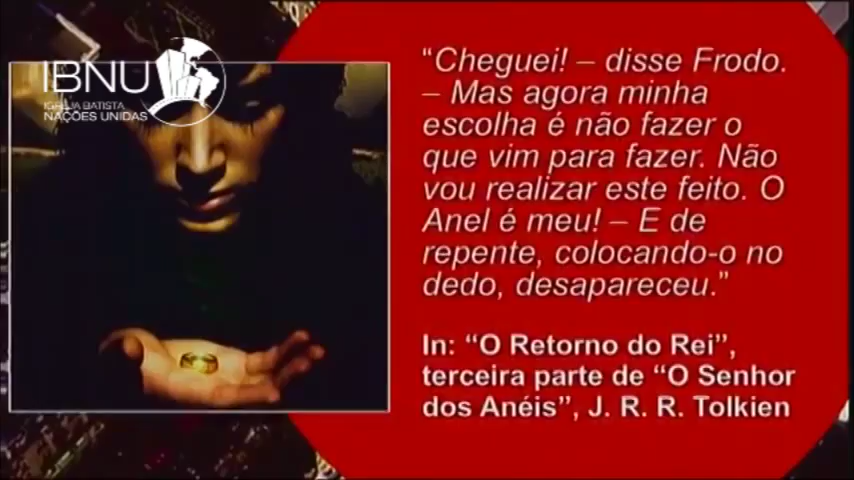 IBNU
IGREJA BATISTA
NAÇÕES UNIDAS
“Cheguei! – disse Frodo.
– Mas agora minha
escolha é não fazer o
que vim para fazer. Não
vou realizar este feito. O
Anel é meu! – E de
repente, colocando-o no
dedo, desapareceu.”
In: “O Retorno do Rei”,
terceira parte de “O Senhor
dos Anéis”, J. R. R. Tolkien